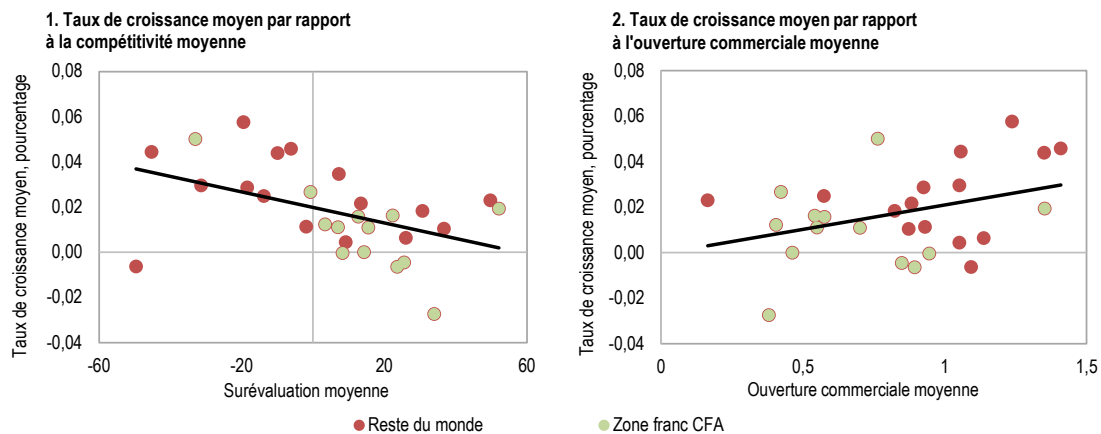 1. Taux de croissance moyen par rapport
à la compétitivité moyenne
Taux de croissance moyen, pourcentage
0,08
0,06
0,04
0,02
0,00
-0,02
-0,04
-60
-20
20
60
Surévaluation moyenne
2. Taux de croissance moyen par rapport
à l'ouverture commerciale moyenne
Taux de croissance moyen, pourcentage
0,08
0,06
0,04
0,02
0,00
-0,02
-0,04
0
0,5
1
1,5
Ouverture commerciale moyenne
Reste du monde
Zone franc CFA